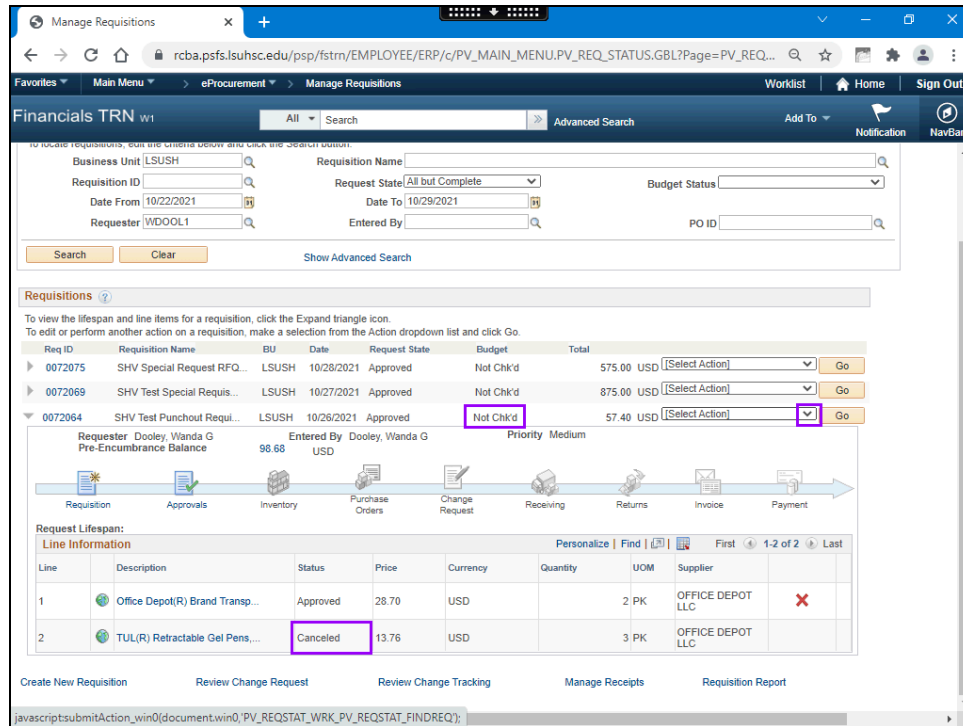 Manage Requisitions
rcba.psfs.lsuhsc.edu/psp/fstrn/EMPLOYEE/ERP/c/PV_MAIN_MENU.PV_REQ_STATUS.GBL?Page=PV_REQ...
Favorites Main Menu > eProcurement > Manage Requisitions Worklist Home Sign Out
Financials TRN W1 All Search Advanced Search Add To Notification NavBar
To locate requisitions, edit the criteria below and click the Search button.
Business Unit LSUSH Requisition Name
Requisition ID Request State All but Complete Budget Status
Date From 10/22/2021 Date To 10/29/2021
Requester WDOOL1 Entered By PO ID
Search Clear Show Advanced Search
Requisitions ?
To view the lifespan and line items for a requisition, click the Expand triangle icon.
To edit or perform another action on a requisition, make a selection from the Action dropdown list and click Go.
Req ID Requisition Name BU Date Request State Budget Total
0072075 SHV Special Request RFQ... LSUSH 10/28/2021 Approved Not Chk'd 575.00 USD [Select Action] Go
0072069 SHV Test Special Requis... LSUSH 10/27/2021 Approved Not Chk'd 875.00 USD [Select Action] Go
0072064 SHV Test Punchout Requi... LSUSH 10/26/2021 Approved Not Chk'd 57.40 USD [Select Action] Go
Requester Dooley, Wanda G Entered By Dooley, Wanda G Priority Medium
Pre-Encumbrance Balance 98.68 USD
Requisition Approvals Inventory Purchase Orders Change Request Receiving Returns Invoice Payment
Request Lifespan:
Line Information Personalize | Find | First 1-2 of 2 Last
Line Description Status Price Currency Quantity UOM Supplier
1 Office Depot(R) Brand Transp... Approved 28.70 USD 2 PK OFFICE DEPOT LLC
2 TUL(R) Retractable Gel Pens,... Canceled 13.76 USD 3 PK OFFICE DEPOT LLC
Create New Requisition Review Change Request Review Change Tracking Manage Receipts Requisition Report
javascript:submitAction_win0(document.win0,'PV_REQSTAT_WRK_PV_REQSTAT_FINDREQ');